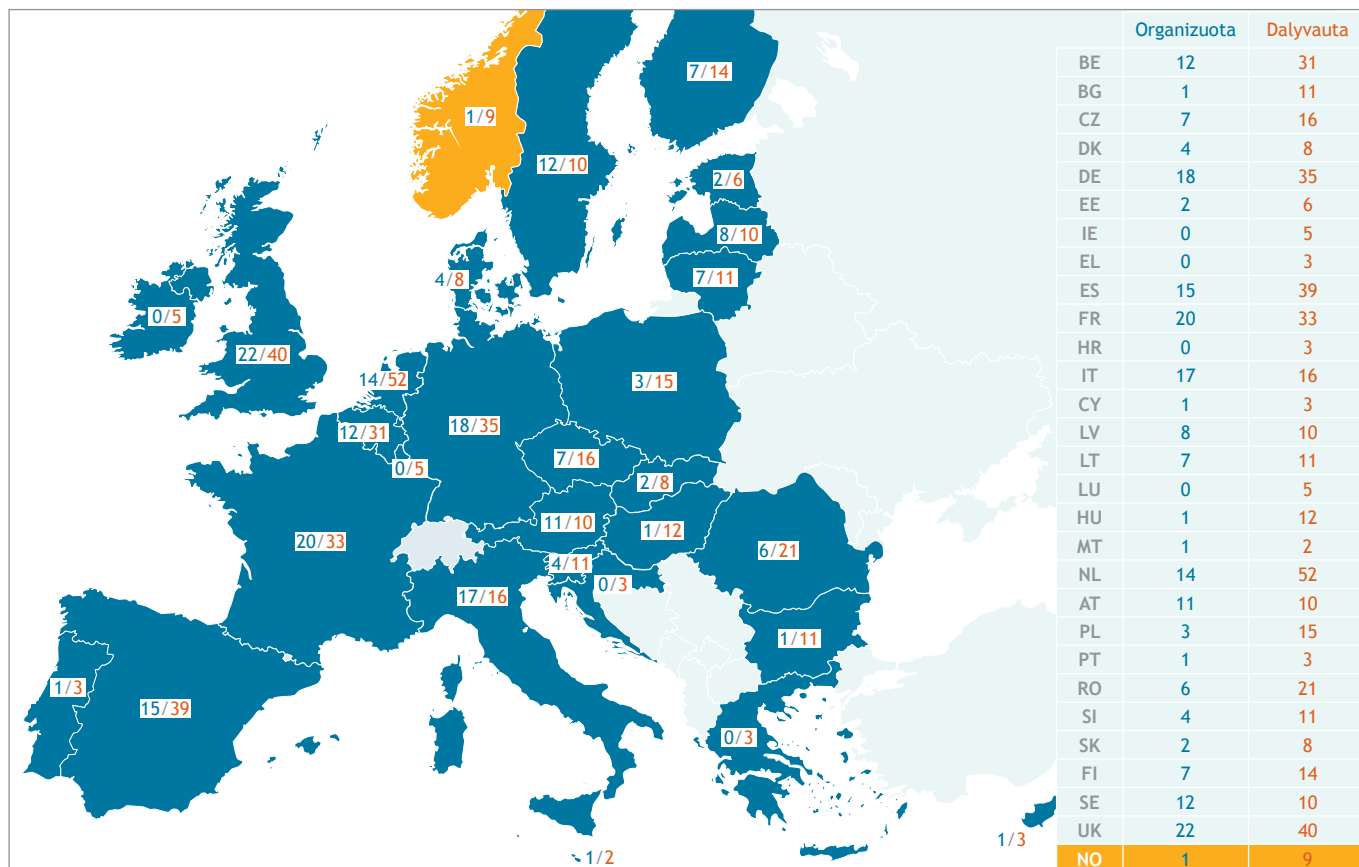 Organizuota Dalyvauta
BE 12 31
BG 1 11
CZ 7 16
DK 4 8
DE 18 35
EE 2 6
IE 0 5
EL 0 3
ES 15 39
FR 20 33
HR 0 3
IT 17 16
CY 1 3
LV 8 10
LT 7 11
LU 0 5
HU 1 12
MT 1 2
NL 14 52
AT 11 10
PL 3 15
PT 1 3
RO 6 21
SI 4 11
SK 2 8
FI 7 14
SE 12 10
UK 22 40
NO 1 9
7/14
1/9
12/10
2/6
8/10
7/11
4/8
0/5
22/40
14/52
3/15
12/31
18/35
0/5
7/16
2/8
11/10
1/12
20/33
6/21
4/11
0/3
17/16
1/11
1/3
15/39
0/3
1/3
1/2